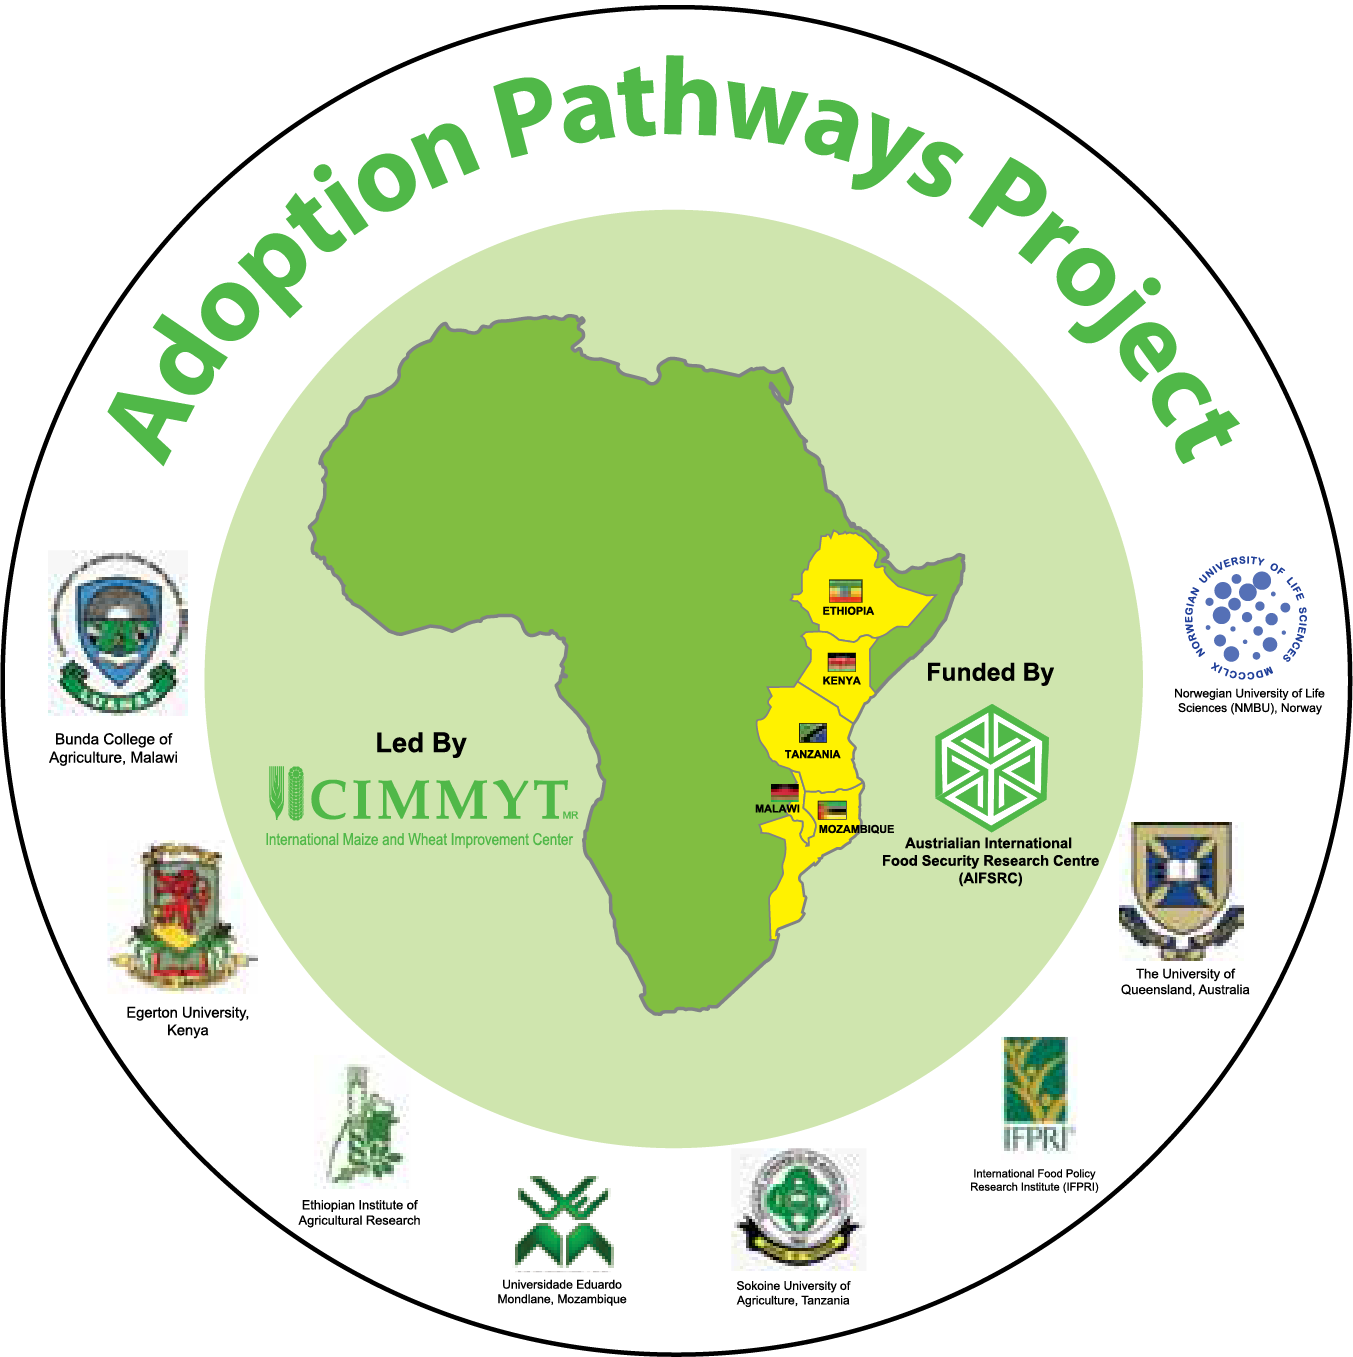 Adoption Pathways Project
ETHIOPIA
KENYA
TANZANIA
MALAWI
MOZAMBIQUE
Led By
CIMMYT MR
International Maize and Wheat Improvement Center
Funded By
Austrialian International
Food Security Research Centre
(AIFSRC)
LUANAR
Bunda College of
Agriculture, Malawi
Egerton University,
Kenya
Ethiopian Institute of
Agricultural Research
Universidade Eduardo
Mondlane, Mozambique
Sokoine University of
Agriculture, Tanzania
IFPRI
International Food Policy
Research Institute (IFPRI)
The University of
Queensland, Australia
NORWEGIAN UNIVERSITY OF LIFE SCIENCES MDCCCLIX
Norwegian University of Life
Sciences (NMBU), Norway